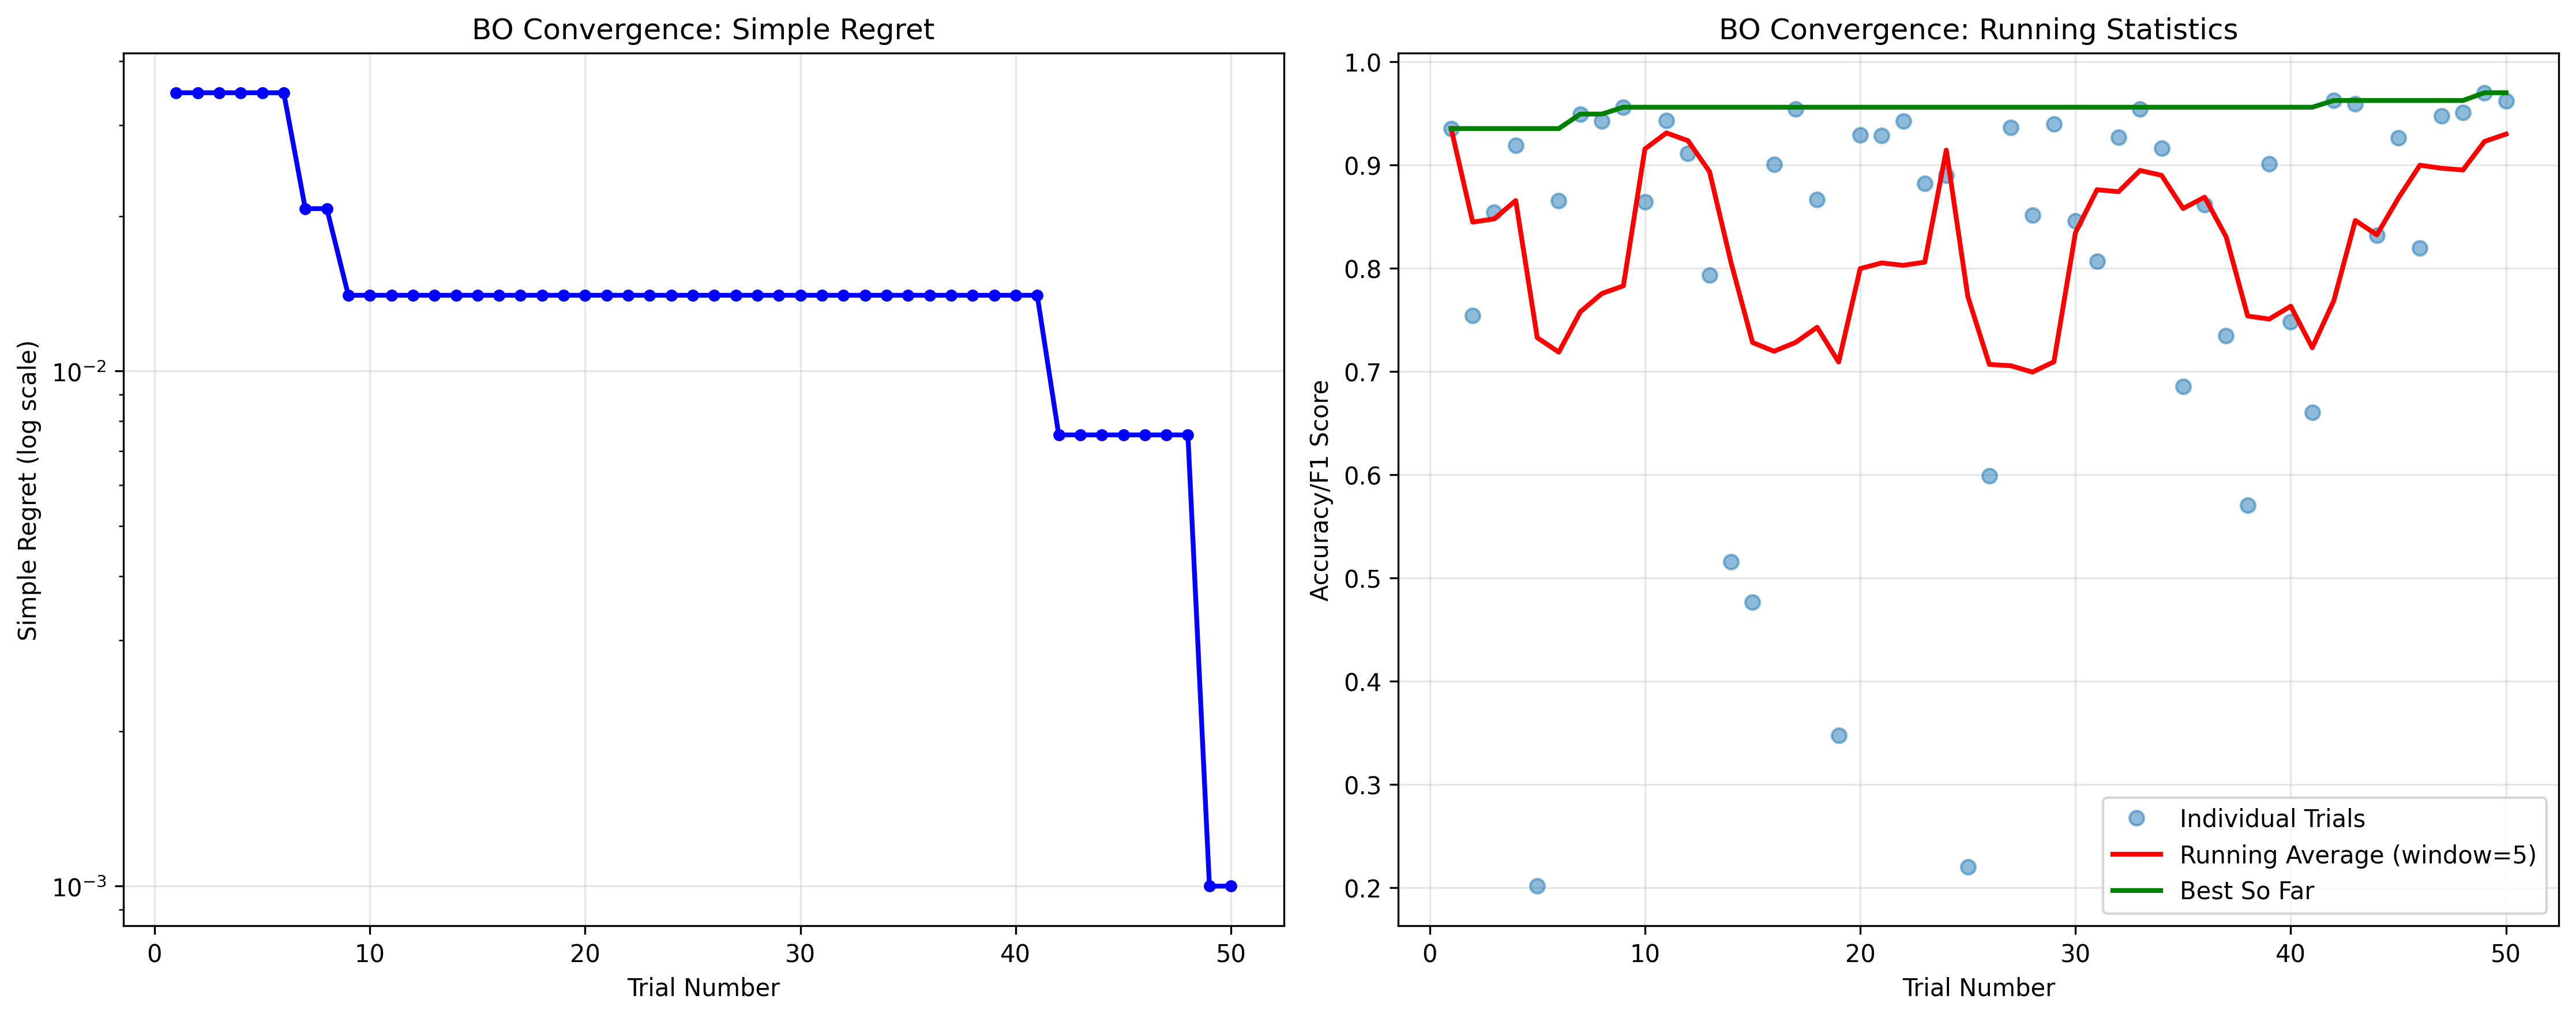 BO Convergence: Simple Regret
Simple Regret (log scale)
10⁻²
10⁻³
0 10 20 30 40 50
Trial Number
BO Convergence: Running Statistics
Accuracy/F1 Score
1.0
0.9
0.8
0.7
0.6
0.5
0.4
0.3
0.2
Individual Trials
Running Average (window=5)
Best So Far
0 10 20 30 40 50
Trial Number